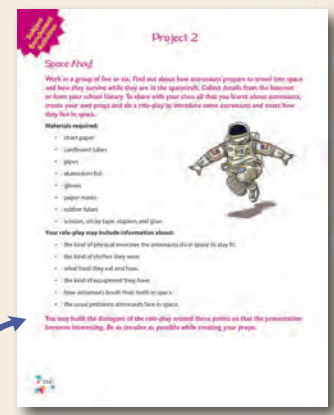 Project 2
Space Ahoy!
Work in a group of five or six. Find out about how astronauts prepare to travel into space
and how they survive while they are in the spacecraft. Collect details from the Internet
or from your school library. To share with your class all that you learnt about astronauts,
create your own props and do a role-play to introduce some astronauts and enact how
they live in space.
Materials required:
• chart paper
• cardboard tubes
• pipes
• aluminium foil
• gloves
• paper masks
• rubber tubes
• scissors, sticky tape, staplers and glue
Your role-play may include information about:
• the kind of physical exercises the astronauts do in space to stay fit.
• the kind of clothes they wear.
• what food they eat and how.
• the kind of equipment they have.
• how astronauts brush their teeth in space.
• the usual problems astronauts face in space.
You may build the dialogues of the role-play around these points so that the presentation
becomes interesting. Be as creative as possible while creating your props.